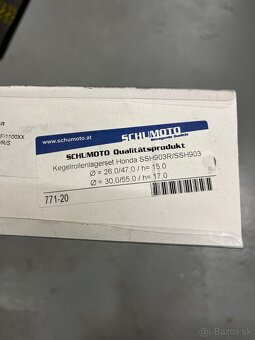 www.schumoto.at
SCHUMOTO
SCHUMOTO Qualitätsprodukt
F/1100XX
R/S
Kegelrollenlagerset Honda SSH903R/SSH903
Ø = 26.0/47.0 / h= 15.0
Ø = 30.0/55.0 / h= 17.0
771-20
bazos.sk